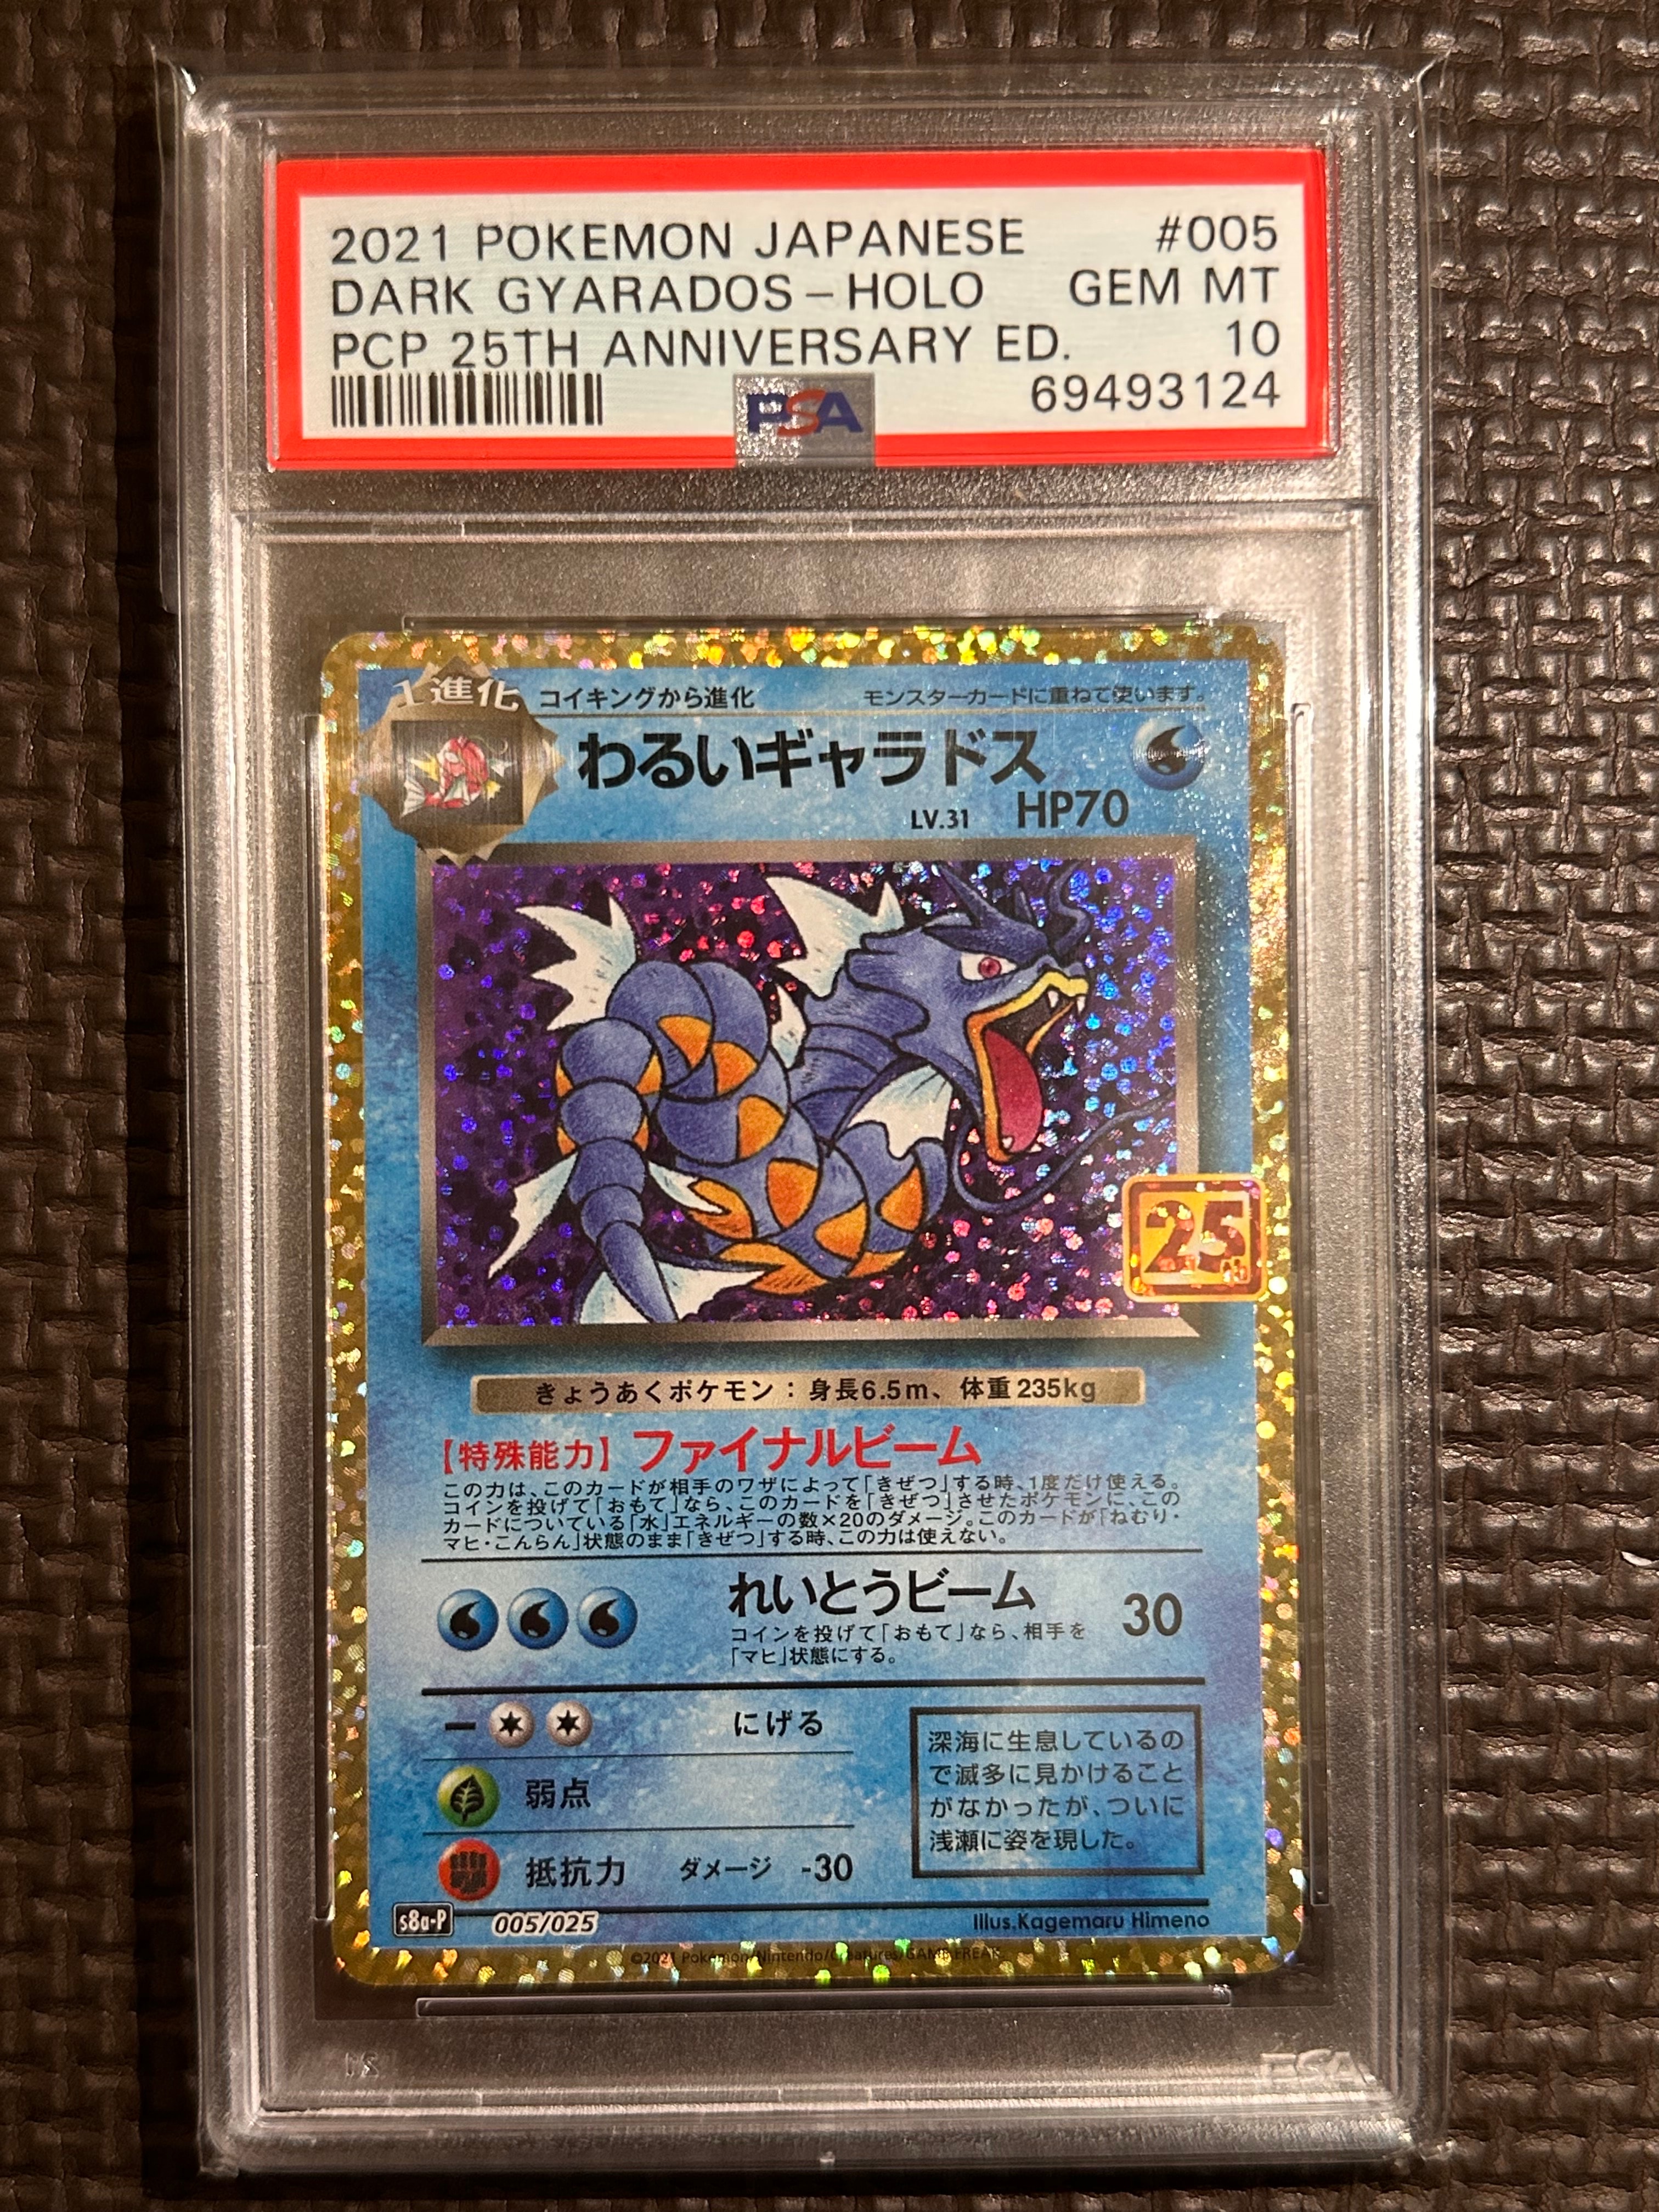 2021 POKEMON JAPANESE #005
DARK GYARADOS - HOLO GEM MT
PCP 25TH ANNIVERSARY ED. 10
PSA 69493124
1進化 コイキングから進化 モンスターカードに重ねて使います。
わるいギャラドス
LV.31 HP70
25th
きょうあくポケモン：身長6.5m、体重235kg
【特殊能力】ファイナルビーム
この力は、このカードが相手のワザによって「きぜつ」する時、1度だけ使える。
コインを投げて「おもて」なら、このカードを「きぜつ」させたポケモンに、この
カードについている「水」エネルギーの数×20のダメージ。このカードが「ねむり・
マヒ・こんらん」状態のまま「きぜつ」する時、この力は使えない。
れいとうビーム 30
コインを投げて「おもて」なら、相手を
「マヒ」状態にする。
ー にげる
弱点
抵抗力 ダメージ -30
深海に生息しているの
で滅多に見かけること
がなかったが、ついに
浅瀬に姿を現した。
s8a-P 005/025 Illus.Kagemaru Himeno
©2021 Pokémon/Nintendo/Creatures/GAME FREAK
PSA